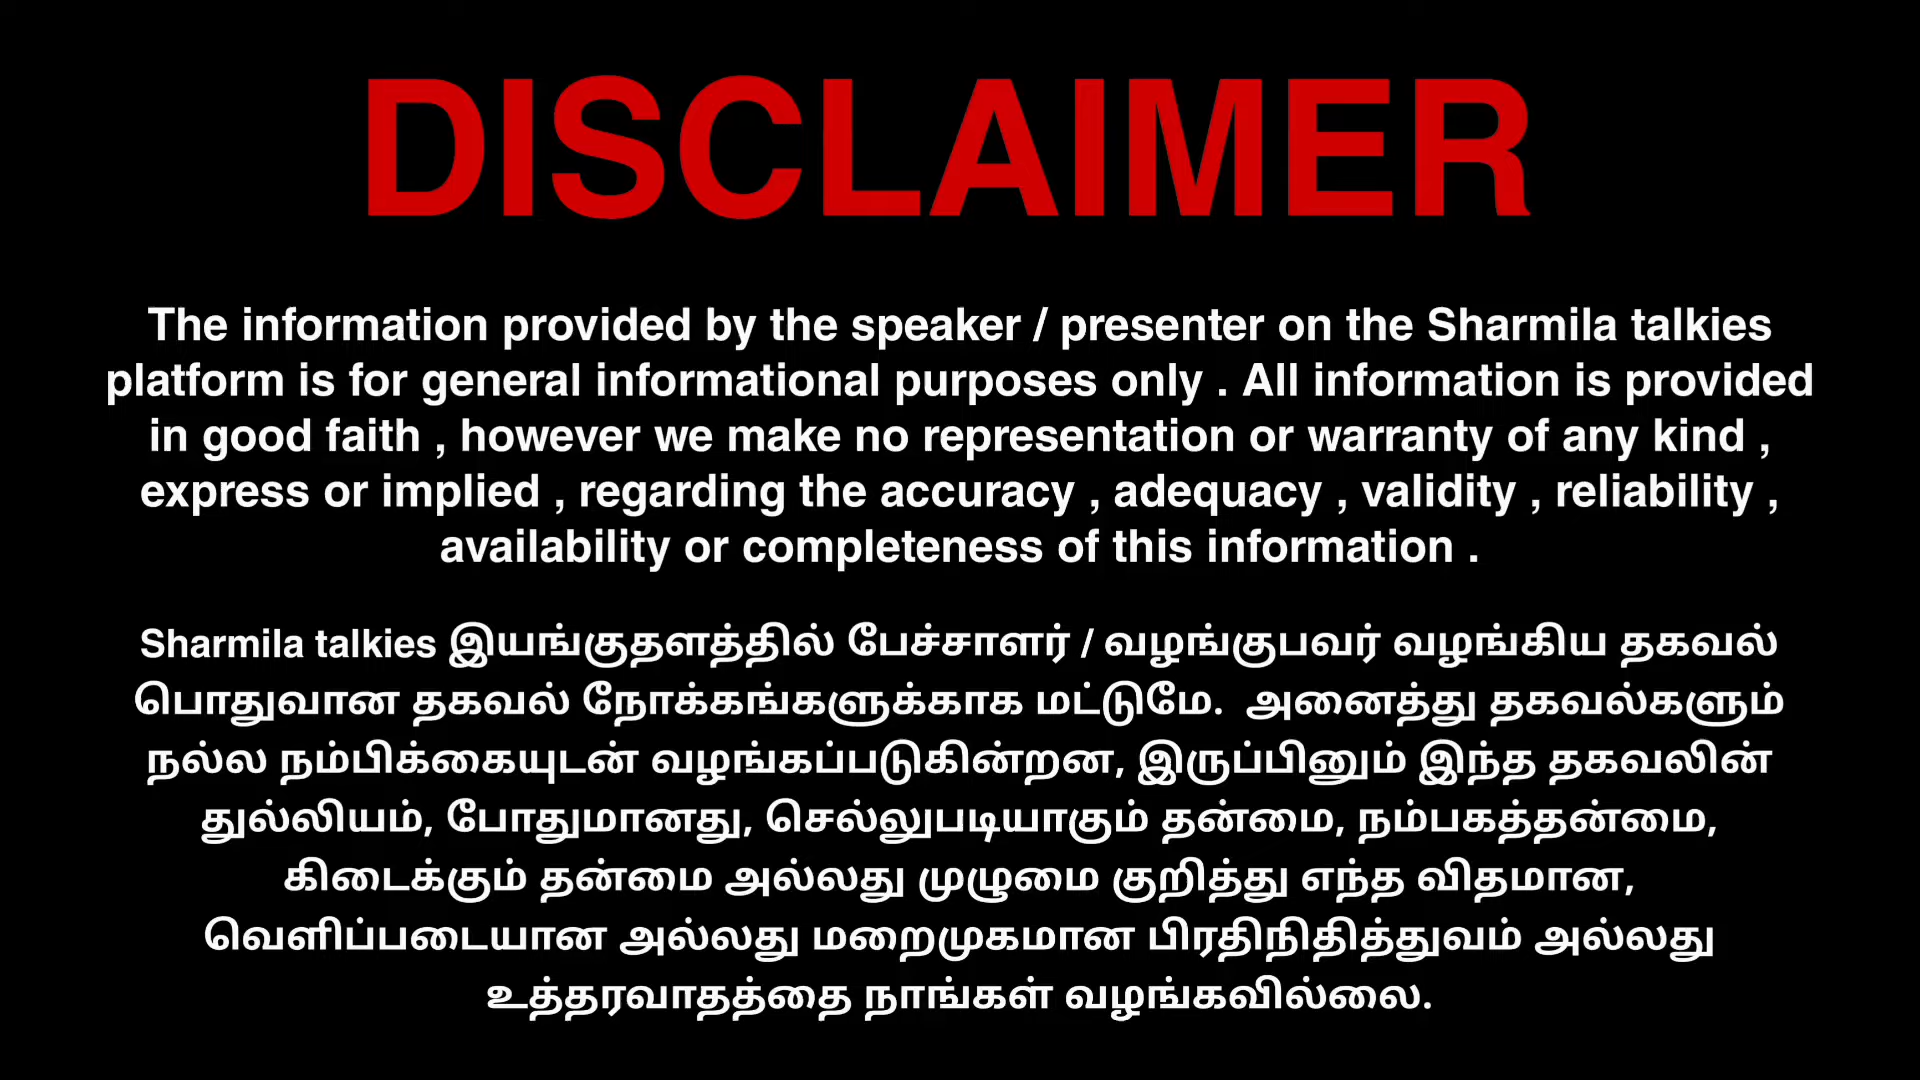 DISCLAIMER
The information provided by the speaker / presenter on the Sharmila talkies
platform is for general informational purposes only . All information is provided
in good faith , however we make no representation or warranty of any kind ,
express or implied , regarding the accuracy , adequacy , validity , reliability ,
availability or completeness of this information .
Sharmila talkies இயங்குதளத்தில் பேச்சாளர் / வழங்குபவர் வழங்கிய தகவல்
பொதுவான தகவல் நோக்கங்களுக்காக மட்டுமே.  அனைத்து தகவல்களும்
நல்ல நம்பிக்கையுடன் வழங்கப்படுகின்றன, இருப்பினும் இந்த தகவலின்
துல்லியம், போதுமானது, செல்லுபடியாகும் தன்மை, நம்பகத்தன்மை,
கிடைக்கும் தன்மை அல்லது முழுமை குறித்து எந்த விதமான,
வெளிப்படையான அல்லது மறைமுகமான பிரதிநிதித்துவம் அல்லது
உத்தரவாதத்தை நாங்கள் வழங்கவில்லை.